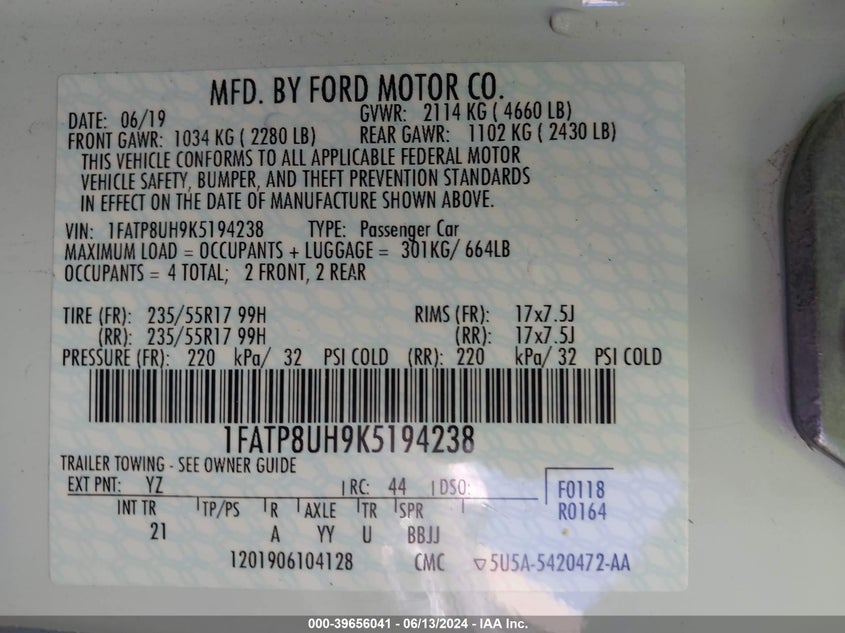 MFD. BY FORD MOTOR CO.
DATE: 06/19 GVWR: 2114 KG ( 4660 LB)
FRONT GAWR: 1034 KG ( 2280 LB) REAR GAWR: 1102 KG ( 2430 LB)
THIS VEHICLE CONFORMS TO ALL APPLICABLE FEDERAL MOTOR
VEHICLE SAFETY, BUMPER, AND THEFT PREVENTION STANDARDS
IN EFFECT ON THE DATE OF MANUFACTURE SHOWN ABOVE.
VIN: 1FATP8UH9K5194238 TYPE: Passenger Car
MAXIMUM LOAD = OCCUPANTS + LUGGAGE = 301KG/ 664LB
OCCUPANTS = 4 TOTAL; 2 FRONT, 2 REAR
TIRE (FR): 235/55R17 99H RIMS (FR): 17x7.5J
(RR): 235/55R17 99H (RR): 17x7.5J
PRESSURE (FR): 220 kPa/ 32 PSI COLD (RR): 220 kPa/ 32 PSI COLD
1FATP8UH9K5194238
TRAILER TOWING - SEE OWNER GUIDE
EXT PNT: YZ RC: 44 DSO: F0118
INT TR TP/PS R AXLE TR SPR R0164
21 A YY U BBJJ
1201906104128 CMC ▽5U5A-5420472-AA
000-39656041 - 06/13/2024 - IAA Inc.